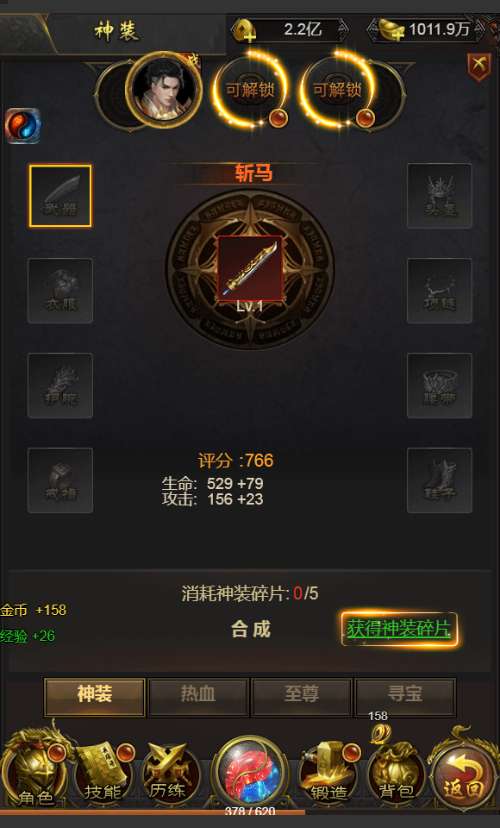 神装
2.2亿
1011.9万
战
可解锁
可解锁
斩马
武器
头盔
Lv.1
衣服
项链
护腕
腰带
评分 :766
生命: 529 +79
攻击: 156 +23
戒指
鞋子
消耗神装碎片: 0/5
金币 +158
合成
获得神装碎片
经验 +26
神装
热血
至尊
寻宝
158
角色
技能
历练
锻造
背包
返回
378 / 620